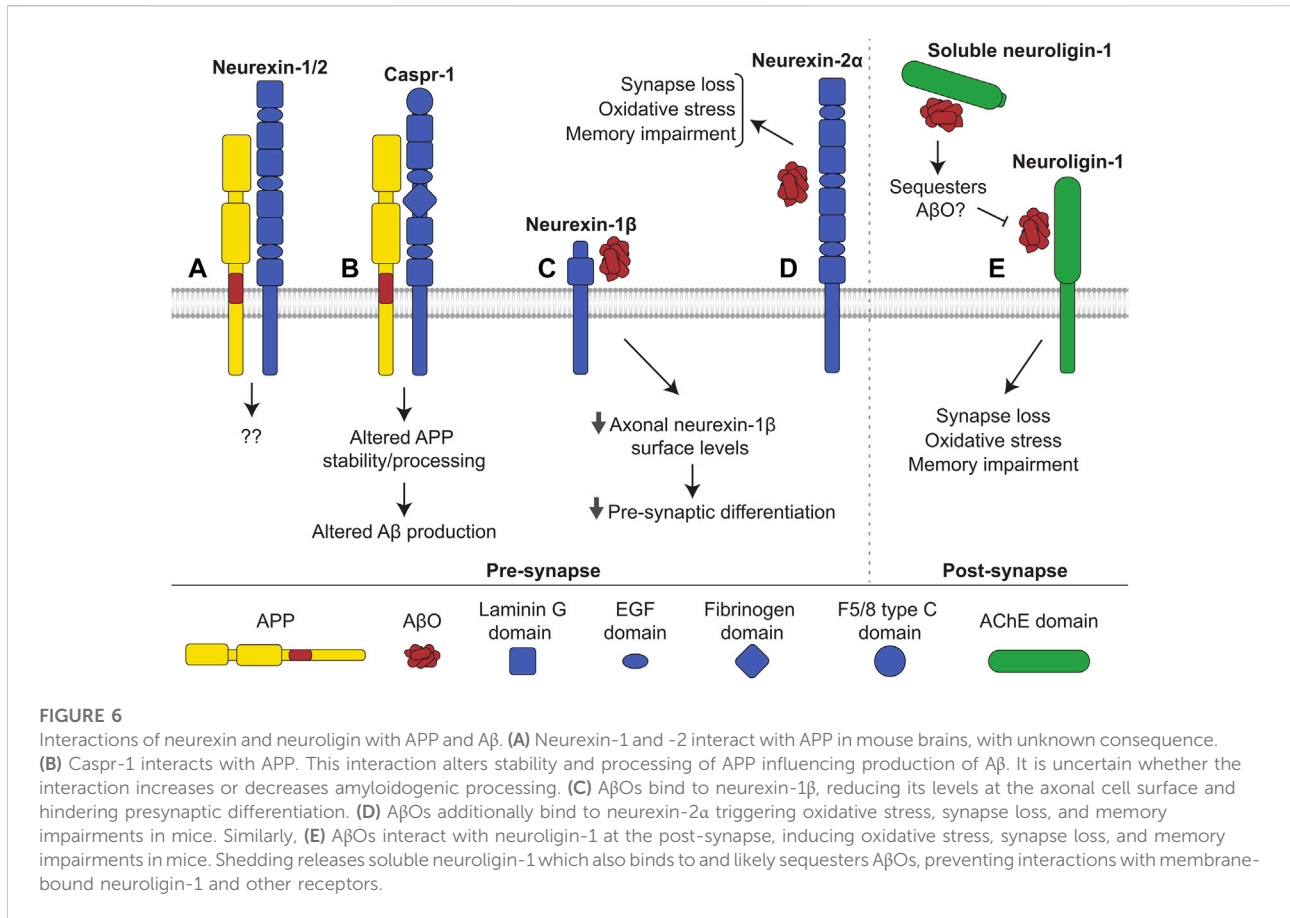 Neurexin-1/2
Caspr-1
Synapse loss
Oxidative stress
Memory impairment
Neurexin-2α
Soluble neuroligin-1
Sequesters
AβO?
Neuroligin-1
Neurexin-1β
A
B
C
D
E
??
Altered APP
stability/processing
Altered Aβ production
Axonal neurexin-1β
surface levels
Pre-synaptic differentiation
Synapse loss
Oxidative stress
Memory impairment
Pre-synapse
Post-synapse
APP
AβO
Laminin G
domain
EGF
domain
Fibrinogen
domain
F5/8 type C
domain
AChE domain
FIGURE 6
Interactions of neurexin and neuroligin with APP and Aβ. (A) Neurexin-1 and -2 interact with APP in mouse brains, with unknown consequence.
(B) Caspr-1 interacts with APP. This interaction alters stability and processing of APP influencing production of Aβ. It is uncertain whether the
interaction increases or decreases amyloidogenic processing. (C) AβOs bind to neurexin-1β, reducing its levels at the axonal cell surface and
hindering presynaptic differentiation. (D) AβOs additionally bind to neurexin-2α triggering oxidative stress, synapse loss, and memory
impairments in mice. Similarly, (E) AβOs interact with neuroligin-1 at the post-synapse, inducing oxidative stress, synapse loss, and memory
impairments in mice. Shedding releases soluble neuroligin-1 which also binds to and likely sequesters AβOs, preventing interactions with membrane-
bound neuroligin-1 and other receptors.